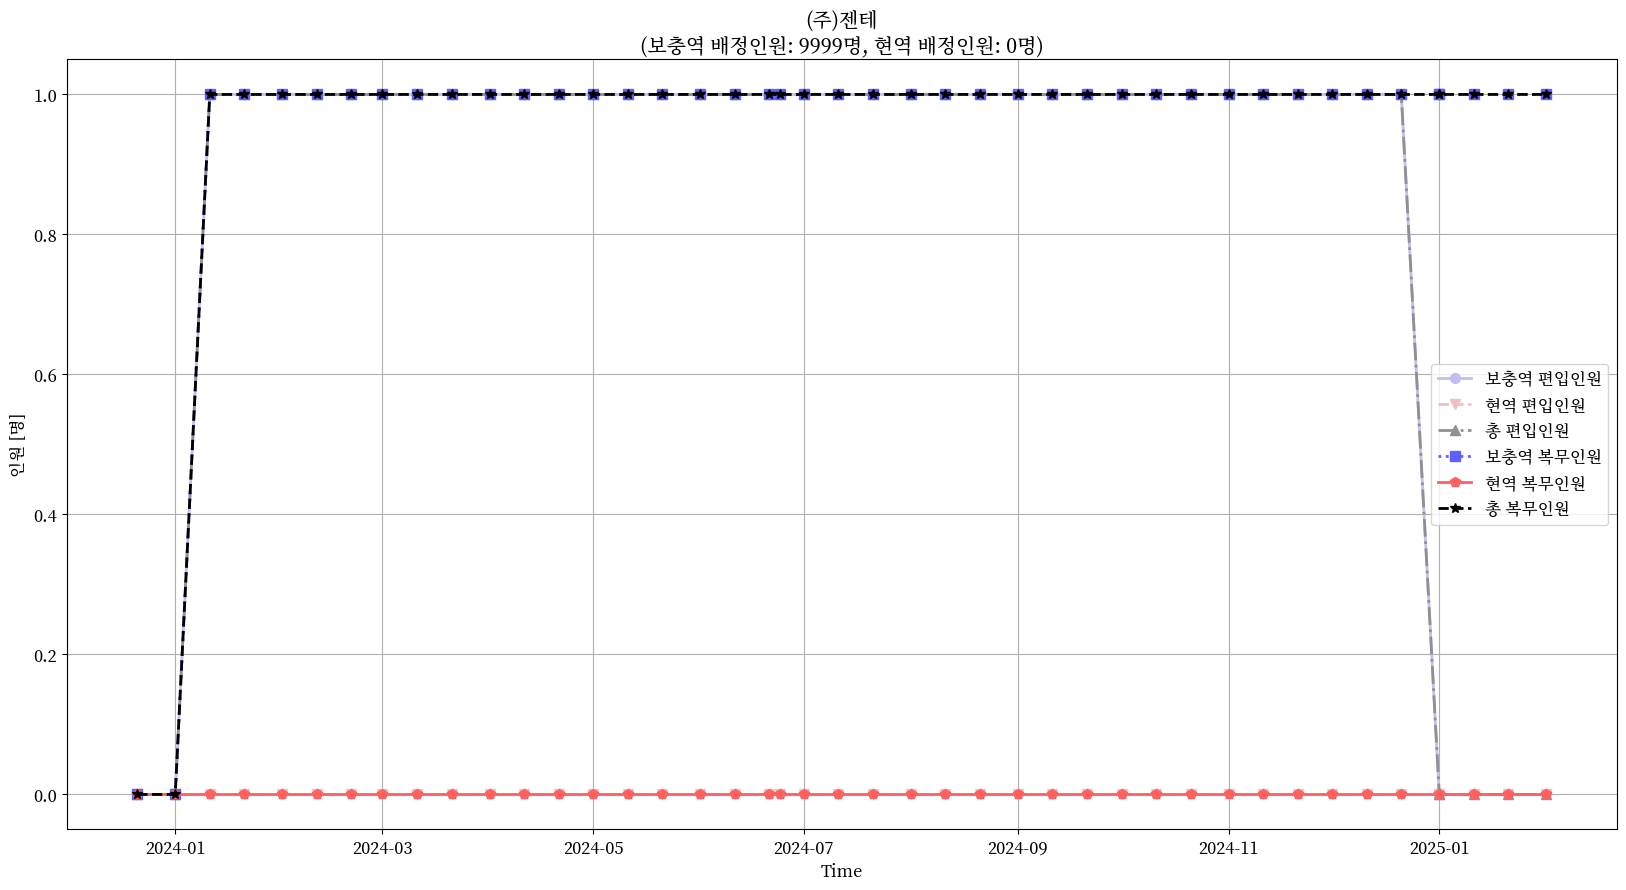 (주)젠테
(보충역 배정인원: 9999명, 현역 배정인원: 0명)
인원 [명]
1.0
0.8
0.6
0.4
0.2
0.0
보충역 편입인원
현역 편입인원
총 편입인원
보충역 복무인원
현역 복무인원
총 복무인원
2024-01
2024-03
2024-05
2024-07
2024-09
2024-11
2025-01
Time